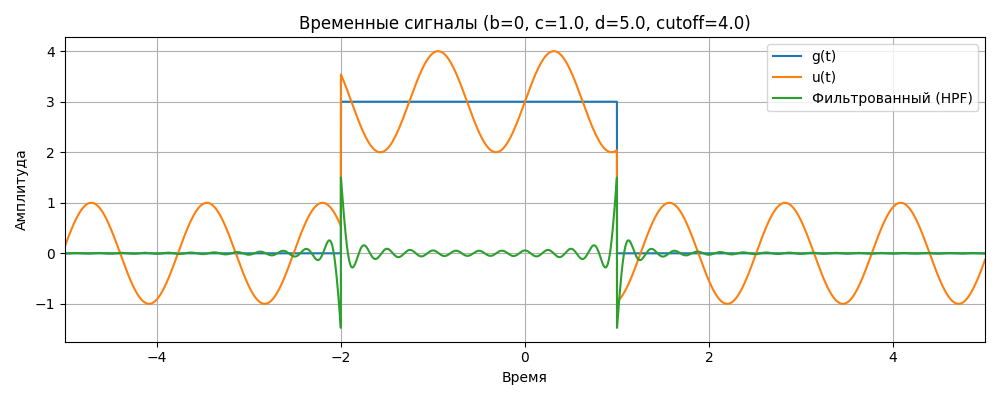 Временные сигналы (b=0, c=1.0, d=5.0, cutoff=4.0)
g(t)
u(t)
Фильтрованный (HPF)
Амплитуда
4
3
2
1
0
−1
−4
−2
0
2
4
Время